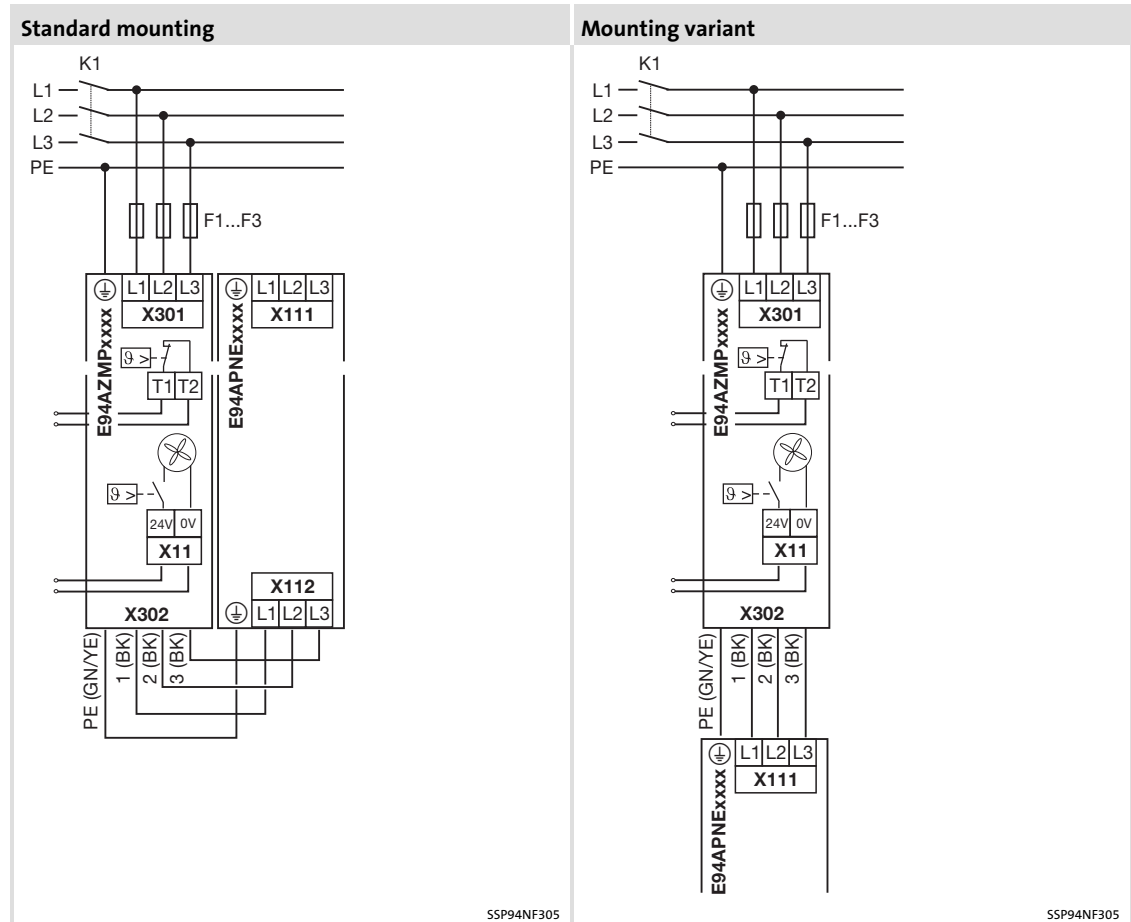 Standard mounting
K1
L1
L2
L3
PE
F1...F3
L1 L2 L3
X301
L1 L2 L3
X111
E94AZMPxxxx
E94APNExxxx
ϑ >
T1 T2
ϑ >
24V 0V
X11
X302
X112
L1 L2 L3
PE (GN/YE)
1 (BK)
2 (BK)
3 (BK)
SSP94NF305
Mounting variant
K1
L1
L2
L3
PE
F1...F3
L1 L2 L3
X301
E94AZMPxxxx
ϑ >
T1 T2
ϑ >
24V 0V
X11
X302
PE (GN/YE)
1 (BK)
2 (BK)
3 (BK)
L1 L2 L3
X111
E94APNExxxx
SSP94NF305